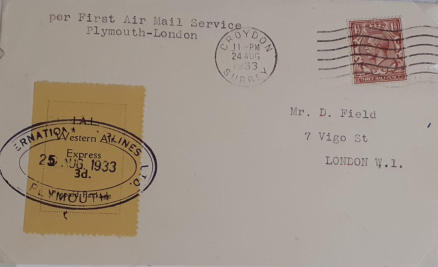 per First Air Mail Service
Plymouth-London
CROYDON
11-PM
24 AUG
1933
SURREY
I.A.L.
Western Air
Express
25 AUG 1933
3d.
PLYMOUTH
Mr. D. Field
7 Vigo St
LONDON W.1.